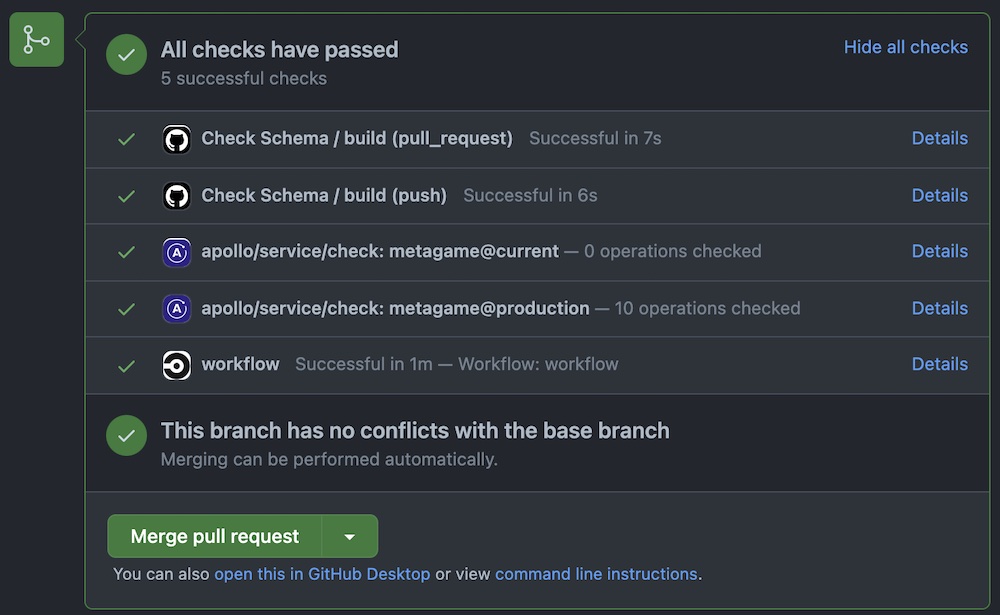 All checks have passed
Hide all checks
5 successful checks
Check Schema / build (pull_request) Successful in 7s Details
Check Schema / build (push) Successful in 6s Details
A apollo/service/check: metagame@current — 0 operations checked Details
A apollo/service/check: metagame@production — 10 operations checked Details
workflow Successful in 1m — Workflow: workflow Details
This branch has no conflicts with the base branch
Merging can be performed automatically.
Merge pull request
You can also open this in GitHub Desktop or view command line instructions.